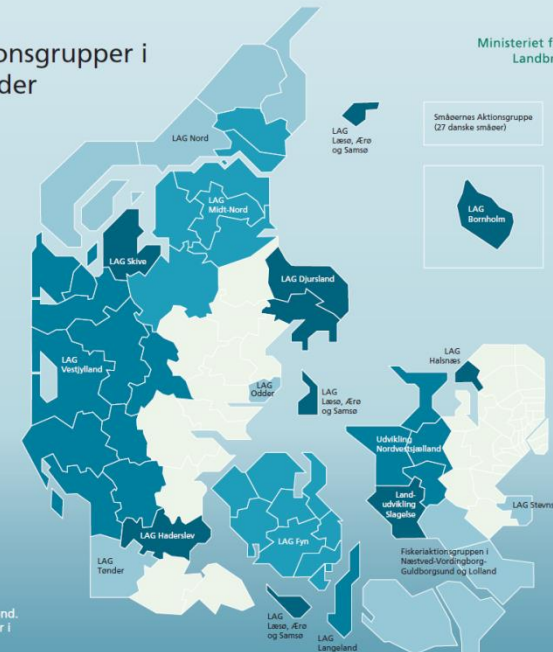 onsgrupper i
der
Ministeriet f
Landbr
LAG Nord
LAG
Læsø, Ærø
og Samsø
Småøernes Aktionsgruppe
(27 danske småøer)
LAG
Midt-Nord
LAG
Bornholm
LAG Skive
LAG Djursland
LAG
Vestjylland
LAG
Halsnæs
LAG
Odder
LAG
Læsø, Ærø
og Samsø
Udvikling
Nordvestsjælland
Land-
udvikling
Slagelse
LAG Stevns
LAG Haderslev
LAG Fyn
LAG
Tønder
Fiskeriaktionsgruppen i
Næstved-Vordingborg-
Guldborgsund og Lolland
LAG
Læsø, Ærø
og Samsø
LAG
Langeland
nd.
r i